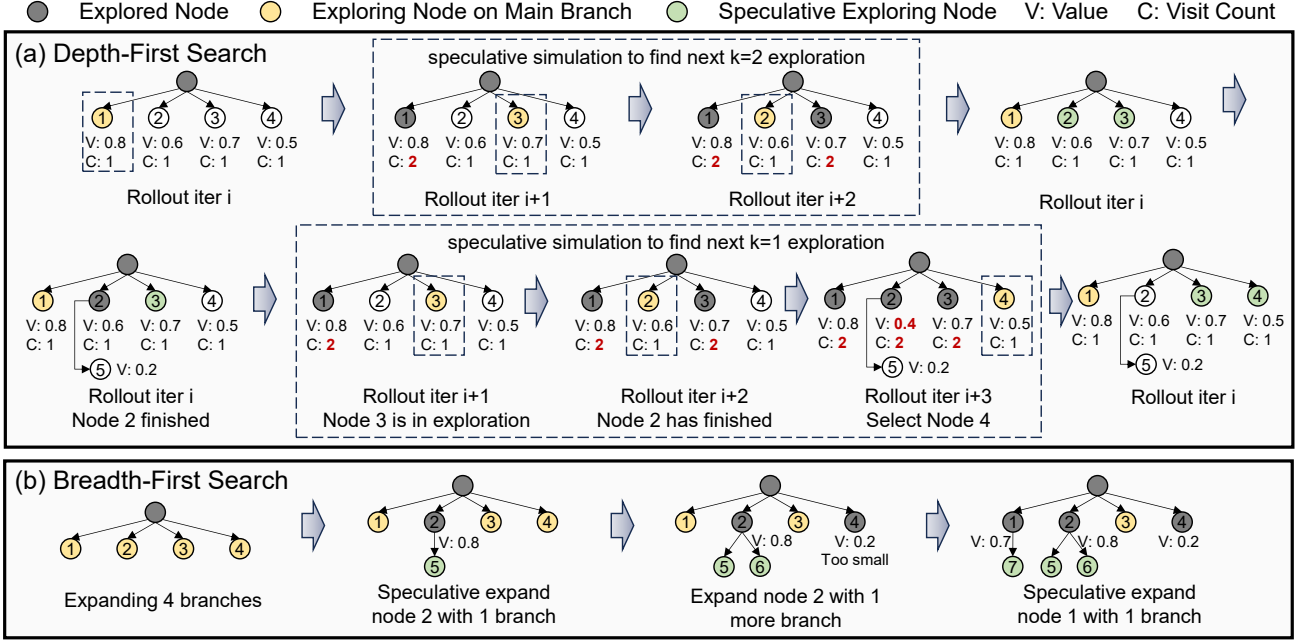 Explored Node Exploring Node on Main Branch Speculative Exploring Node V: Value C: Visit Count
(a) Depth-First Search
1 2 3 4
V: 0.8 V: 0.6 V: 0.7 V: 0.5
C: 1 C: 1 C: 1 C: 1
Rollout iter i
speculative simulation to find next k=2 exploration
1 2 3 4
V: 0.8 V: 0.6 V: 0.7 V: 0.5
C: 2 C: 1 C: 1 C: 1
Rollout iter i+1
1 2 3 4
V: 0.8 V: 0.6 V: 0.7 V: 0.5
C: 2 C: 1 C: 2 C: 1
Rollout iter i+2
1 2 3 4
V: 0.8 V: 0.6 V: 0.7 V: 0.5
C: 1 C: 1 C: 1 C: 1
Rollout iter i
1 2 3 4
V: 0.8 V: 0.6 V: 0.7 V: 0.5
C: 1 C: 1 C: 1 C: 1
5 V: 0.2
Rollout iter i
Node 2 finished
speculative simulation to find next k=1 exploration
1 2 3 4
V: 0.8 V: 0.6 V: 0.7 V: 0.5
C: 2 C: 1 C: 1 C: 1
Rollout iter i+1
Node 3 is in exploration
1 2 3 4
V: 0.8 V: 0.6 V: 0.7 V: 0.5
C: 2 C: 1 C: 2 C: 1
Rollout iter i+2
Node 2 has finished
1 2 3 4
V: 0.8 V: 0.4 V: 0.7 V: 0.5
C: 2 C: 2 C: 2 C: 1
5 V: 0.2
Rollout iter i+3
Select Node 4
1 2 3 4
V: 0.8 V: 0.6 V: 0.7 V: 0.5
C: 1 C: 1 C: 1 C: 1
5 V: 0.2
Rollout iter i
(b) Breadth-First Search
1 2 3 4
Expanding 4 branches
1 2 3 4
V: 0.8
5
Speculative expand
node 2 with 1 branch
1 2 3 4
V: 0.8 V: 0.2
Too small
5 6
Expand node 2 with 1
more branch
1 2 3 4
V: 0.7 V: 0.8 V: 0.2
7 5 6
Speculative expand
node 1 with 1 branch